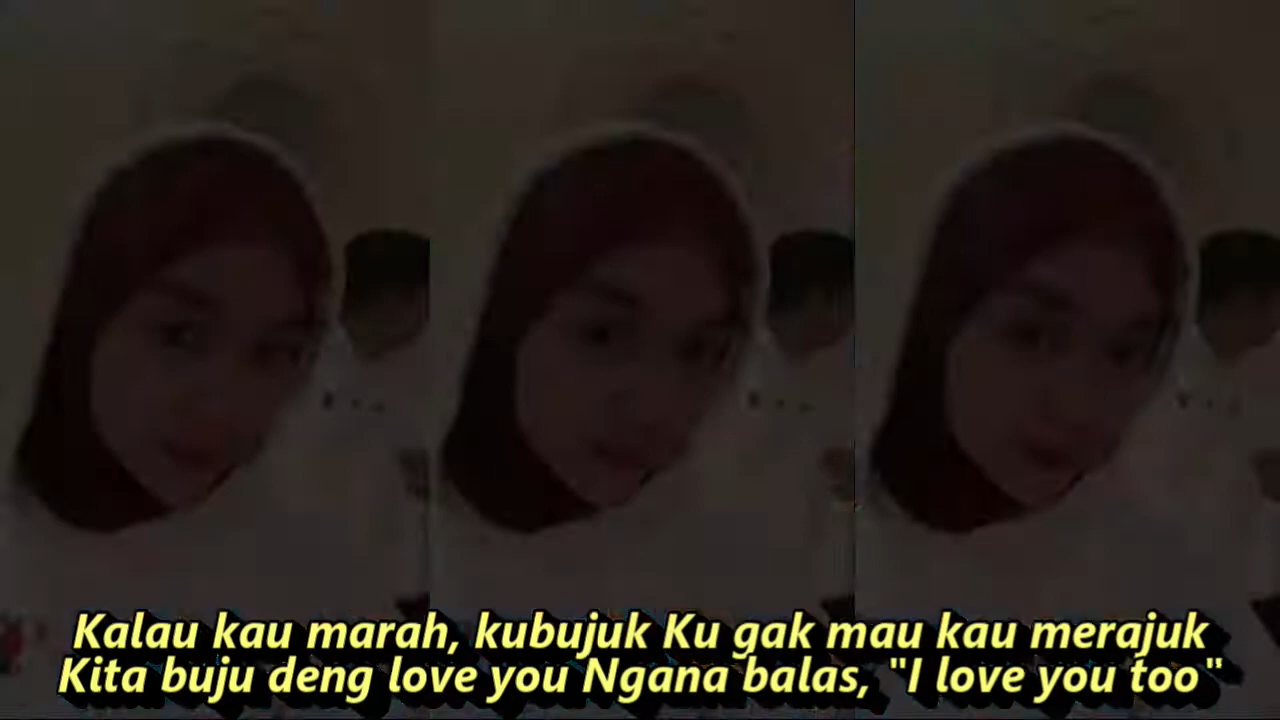 Kalau kau marah, kubujuk Ku gak mau kau merajuk
Kita buju deng love you Ngana balas, "I love you too"